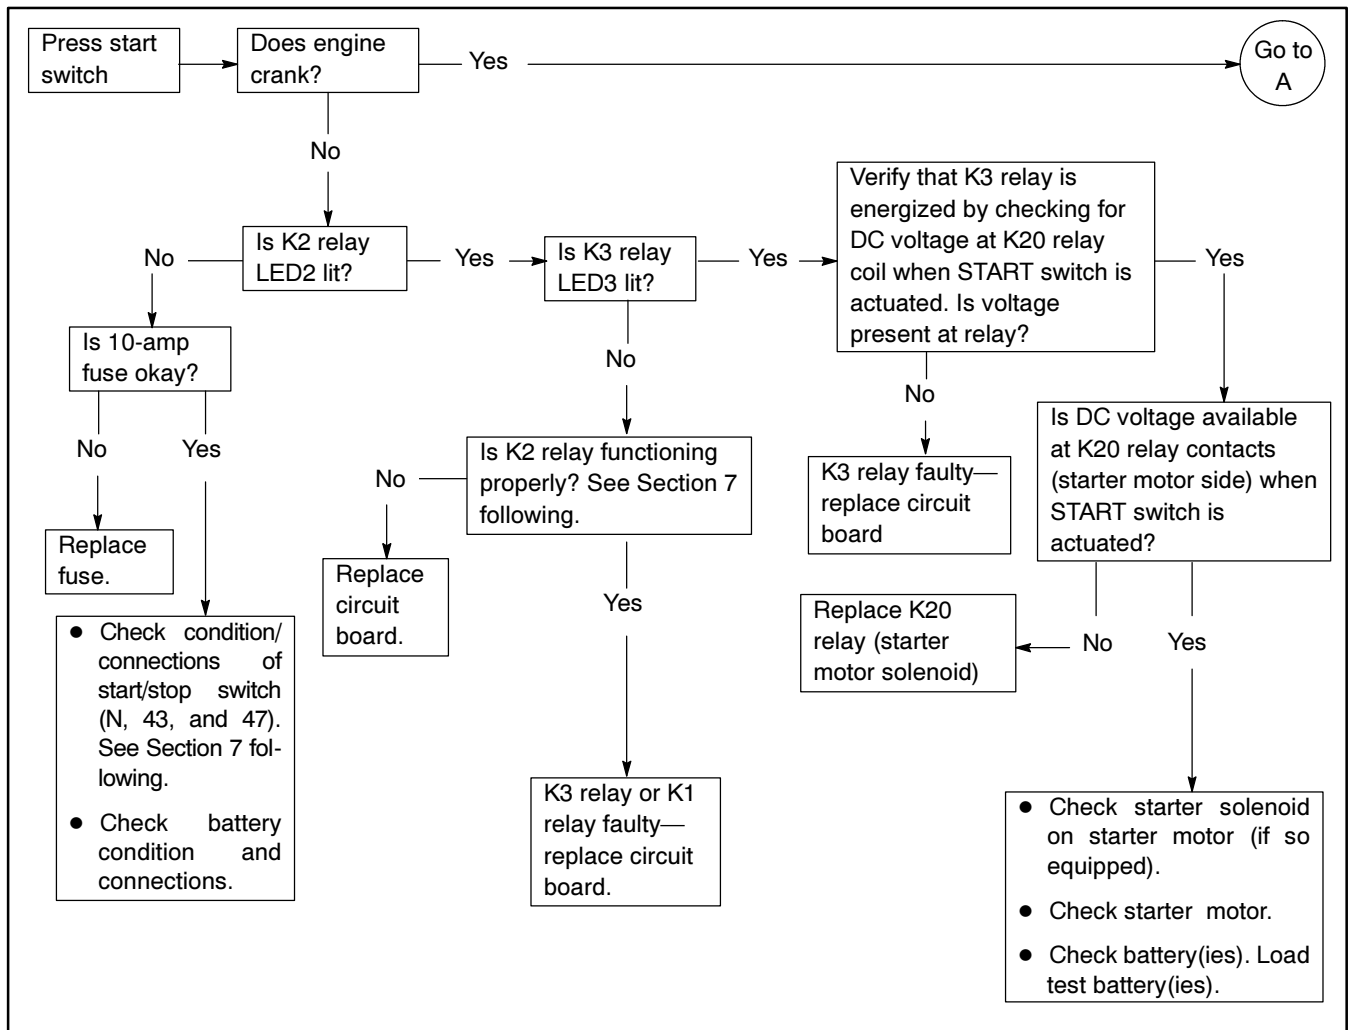 Press start
switch
Does engine
crank?
Yes
Go to
A
No
Is K2 relay
LED2 lit?
No
Yes
Is K3 relay
LED3 lit?
Yes
Verify that K3 relay is
energized by checking for
DC voltage at K20 relay
coil when START switch is
actuated. Is voltage
present at relay?
Yes
Is 10-amp
fuse okay?
No
Yes
Replace
fuse.
● Check condition/
connections of
start/stop switch
(N, 43, and 47).
See Section 7 fol-
lowing.
● Check battery
condition and
connections.
No
Is K2 relay functioning
properly? See Section 7
following.
No
Replace
circuit
board.
Yes
K3 relay or K1
relay faulty—
replace circuit
board.
No
K3 relay faulty—
replace circuit
board
Is DC voltage available
at K20 relay contacts
(starter motor side) when
START switch is
actuated?
No
Replace K20
relay (starter
motor solenoid)
Yes
● Check starter solenoid
on starter motor (if so
equipped).
● Check starter motor.
● Check battery(ies). Load
test battery(ies).